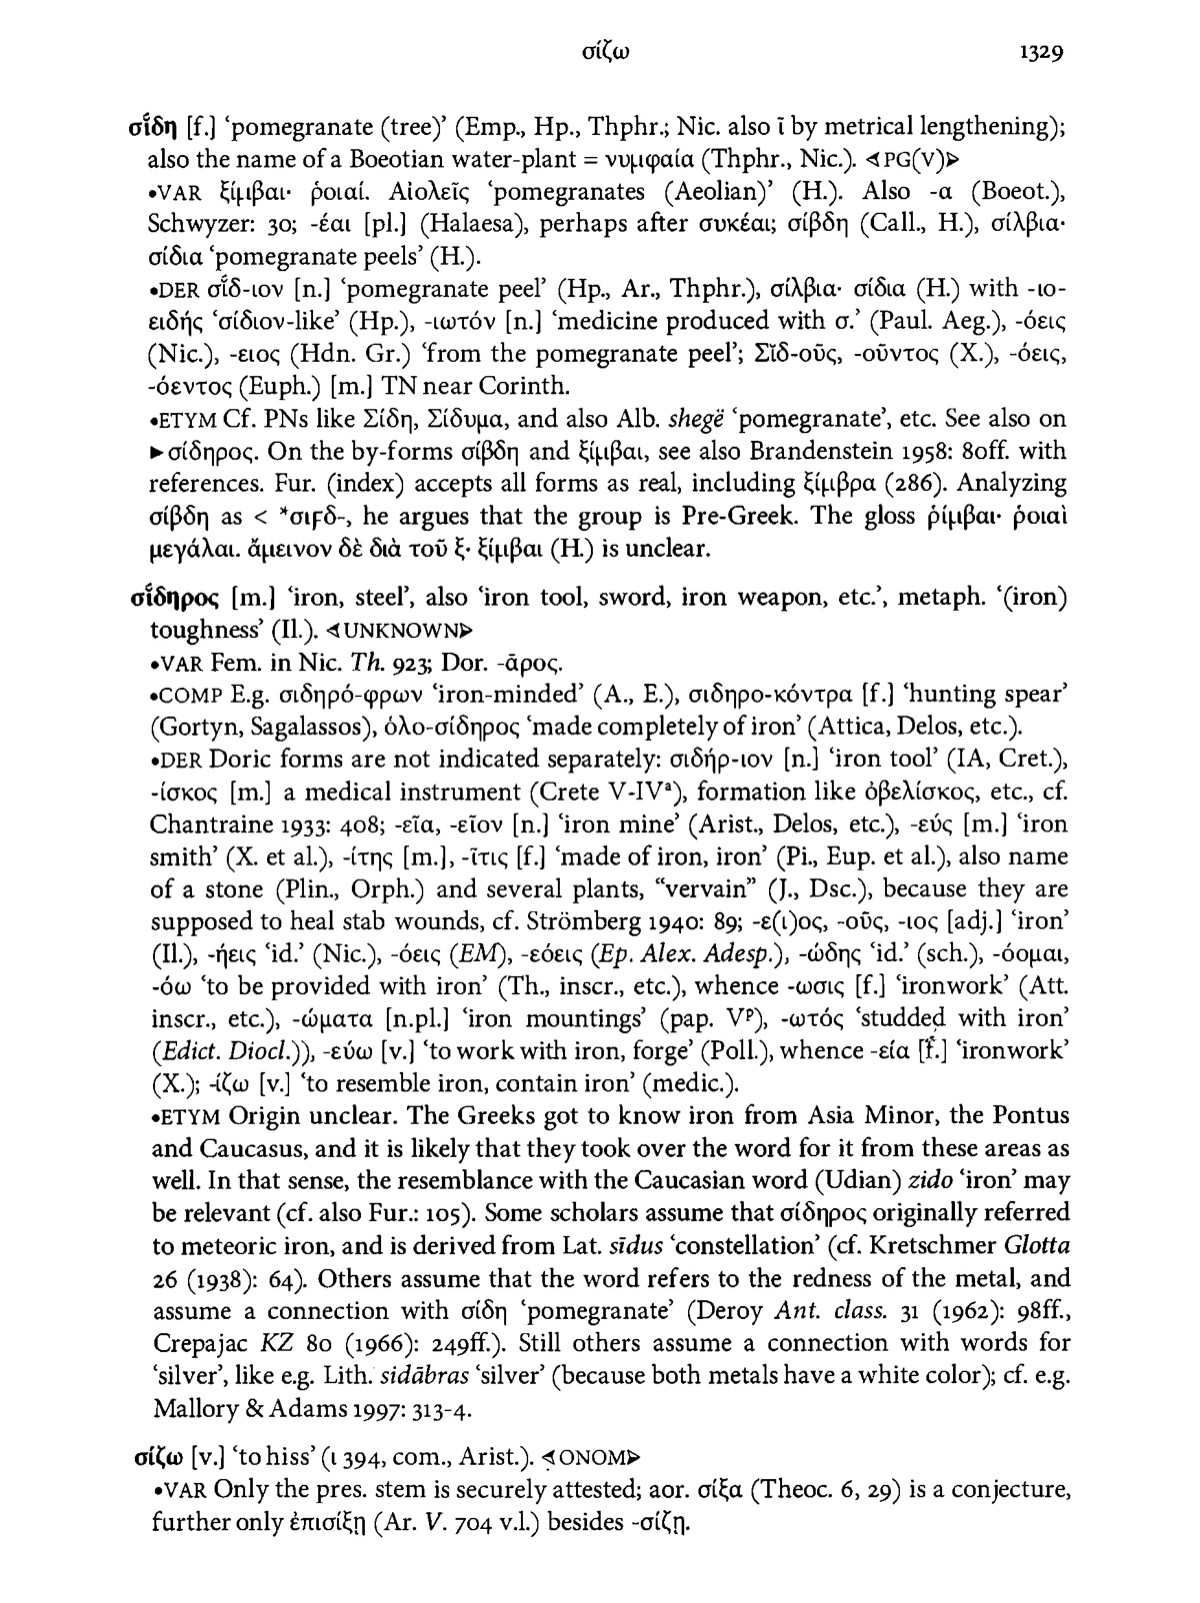 σίζω 1329
σί̆δη [f.] ‘pomegranate (tree)’ (Emp., Hp., Thphr.; Nic. also ῑ by metrical lengthening);
also the name of a Boeotian water-plant = νυμφαία (Thphr., Nic.). ◁PG(V)▷
•VAR ξίμβαι· ῥοιαί. Αἰολεῖς ‘pomegranates (Aeolian)’ (H.). Also -α (Boeot.),
Schwyzer: 30; -έαι [pl.] (Halaesa), perhaps after συκέαι; σίβδη (Call., H.), σίλβια·
σίδια ‘pomegranate peels’ (H.).
•DER σί̆δ-ιον [n.] ‘pomegranate peel’ (Hp., Ar., Thphr.), σίλβια· σίδια (H.) with -ιο-
ειδής ‘σίδιον-like’ (Hp.), -ιωτόν [n.] ‘medicine produced with σ.’ (Paul. Aeg.), -όεις
(Nic.), -ειος (Hdn. Gr.) ‘from the pomegranate peel’; Σῐδ-οῦς, -οῦντος (X.), -όεις,
-όεντος (Euph.) [m.] TN near Corinth.
•ETYM Cf. PNs like Σίδη, Σίδυμα, and also Alb. shegë ‘pomegranate’, etc. See also on
►σίδηρος. On the by-forms σίβδη and ξίμβαι, see also Brandenstein 1958: 80ff. with
references. Fur. (index) accepts all forms as real, including ξίμβρα (286). Analyzing
σίβδη as < *σιϝδ-, he argues that the group is Pre-Greek. The gloss ῥίμβαι· ῥοιαὶ
μεγάλαι. ἄμεινον δὲ διὰ τοῦ ξ· ξίμβαι (H.) is unclear.
σί̆δηρος [m.] ‘iron, steel’, also ‘iron tool, sword, iron weapon, etc.’, metaph. ‘(iron)
toughness’ (Il.). ◁UNKNOWN▷
•VAR Fem. in Nic. Th. 923; Dor. -ᾱρος.
•COMP E.g. σιδηρό-φρων ‘iron-minded’ (A., E.), σιδηρο-κόντρα [f.] ‘hunting spear’
(Gortyn, Sagalassos), ὁλο-σίδηρος ‘made completely of iron’ (Attica, Delos, etc.).
•DER Doric forms are not indicated separately: σιδήρ-ιον [n.] ‘iron tool’ (IA, Cret.),
-ίσκος [m.] a medical instrument (Crete V-IVᵃ), formation like ὀβελίσκος, etc., cf.
Chantraine 1933: 408; -εῖα, -εῖον [n.] ‘iron mine’ (Arist., Delos, etc.), -εύς [m.] ‘iron
smith’ (X. et al.), -ίτης [m.], -ῖτις [f.] ‘made of iron, iron’ (Pi., Eup. et al.), also name
of a stone (Plin., Orph.) and several plants, “vervain” (J., Dsc.), because they are
supposed to heal stab wounds, cf. Strömberg 1940: 89; -ε(ι)ος, -οῦς, -ιος [adj.] ‘iron’
(Il.), -ήεις ‘id.’ (Nic.), -όεις (EM), -εόεις (Ep. Alex. Adesp.), -ώδης ‘id.’ (sch.), -όομαι,
-όω ‘to be provided with iron’ (Th., inscr., etc.), whence -ωσις [f.] ‘ironwork’ (Att.
inscr., etc.), -ώματα [n.pl.] ‘iron mountings’ (pap. Vᵖ), -ωτός ‘studded with iron’
(Edict. Diocl.)), -εύω [v.] ‘to work with iron, forge’ (Poll.), whence -εία [f.] ‘ironwork’
(X.); -ίζω [v.] ‘to resemble iron, contain iron’ (medic.).
•ETYM Origin unclear. The Greeks got to know iron from Asia Minor, the Pontus
and Caucasus, and it is likely that they took over the word for it from these areas as
well. In that sense, the resemblance with the Caucasian word (Udian) zido ‘iron’ may
be relevant (cf. also Fur.: 105). Some scholars assume that σίδηρος originally referred
to meteoric iron, and is derived from Lat. sīdus ‘constellation’ (cf. Kretschmer Glotta
26 (1938): 64). Others assume that the word refers to the redness of the metal, and
assume a connection with σίδη ‘pomegranate’ (Deroy Ant. class. 31 (1962): 98ff.,
Crepajac KZ 80 (1966): 249ff.). Still others assume a connection with words for
‘silver’, like e.g. Lith. sidābras ‘silver’ (because both metals have a white color); cf. e.g.
Mallory & Adams 1997: 313-4.
σίζω [v.] ‘to hiss’ (ι 394, com., Arist.). ◁ONOM▷
•VAR Only the pres. stem is securely attested; aor. σίξα (Theoc. 6, 29) is a conjecture,
further only ἐπισίξῃ (Ar. V. 704 v.l.) besides -σίζῃ.